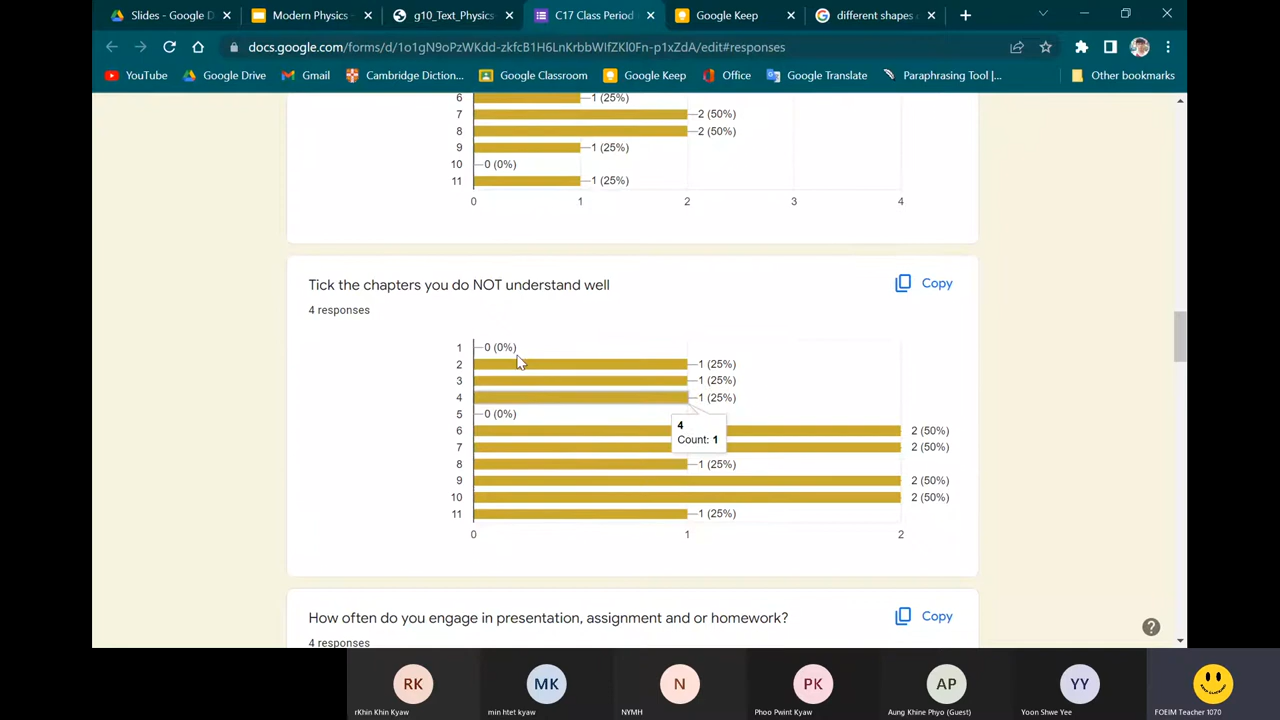 Slides - Google D
Modern Physics -
g10_Text_Physics
C17 Class Period
Google Keep
different shapes
docs.google.com/forms/d/1o1gN9oPzWKdd-zkfcB1H6LnKrbbWIfZKl0Fn-p1xZdA/edit#responses
YouTube
Google Drive
Gmail
Cambridge Diction...
Google Classroom
Google Keep
Office
Google Translate
Paraphrasing Tool |...
Other bookmarks
6 1 (25%)
7 2 (50%)
8 2 (50%)
9 1 (25%)
10 0 (0%)
11 1 (25%)
0 1 2 3 4
Tick the chapters you do NOT understand well
Copy
4 responses
1 0 (0%)
2 1 (25%)
3 1 (25%)
4 1 (25%)
5 0 (0%)
4
Count: 1
6 2 (50%)
7 2 (50%)
8 1 (25%)
9 2 (50%)
10 2 (50%)
11 1 (25%)
0 1 2
How often do you engage in presentation, assignment and or homework?
Copy
4 responses
RK
MK
N
PK
AP
YY
rKhin Khin Kyaw
min htet kyaw
NYMH
Phoo Pwint Kyaw
Aung Khine Phyo (Guest)
Yoon Shwe Yee
FOEIM Teacher 1070